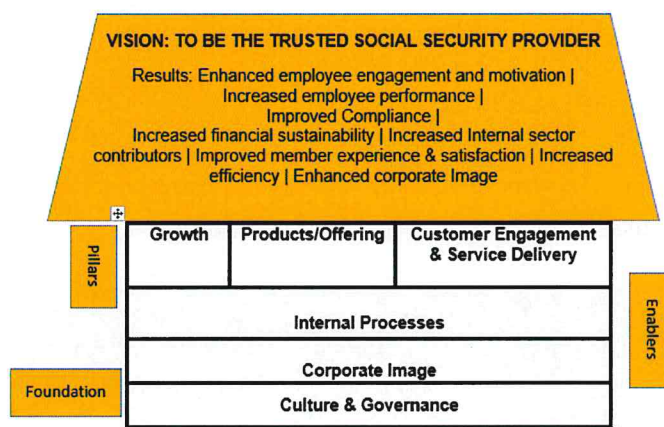 VISION: TO BE THE TRUSTED SOCIAL SECURITY PROVIDER
Results: Enhanced employee engagement and motivation |
Increased employee performance |
Improved Compliance |
Increased financial sustainability | Increased Internal sector
contributors | Improved member experience & satisfaction | Increased
efficiency | Enhanced corporate Image
Pillars
Growth
Products/Offering
Customer Engagement
& Service Delivery
Internal Processes
Enablers
Corporate Image
Foundation
Culture & Governance